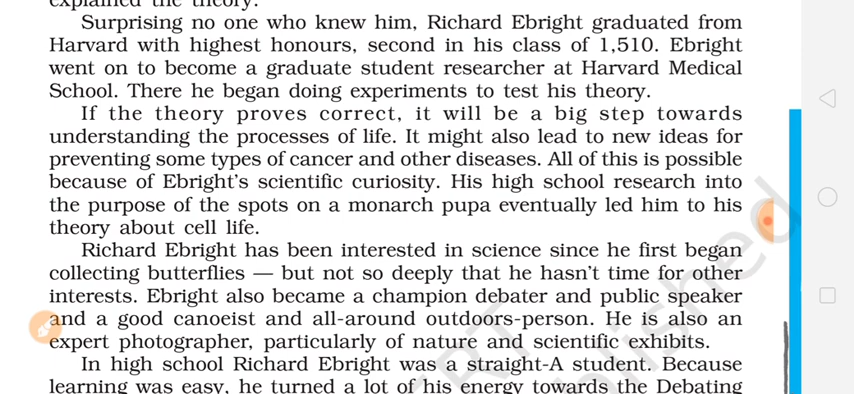 explained the theory.
Surprising no one who knew him, Richard Ebright graduated from
Harvard with highest honours, second in his class of 1,510. Ebright
went on to become a graduate student researcher at Harvard Medical
School. There he began doing experiments to test his theory.
If the theory proves correct, it will be a big step towards
understanding the processes of life. It might also lead to new ideas for
preventing some types of cancer and other diseases. All of this is possible
because of Ebright's scientific curiosity. His high school research into
the purpose of the spots on a monarch pupa eventually led him to his
theory about cell life.
Richard Ebright has been interested in science since he first began
collecting butterflies — but not so deeply that he hasn't time for other
interests. Ebright also became a champion debater and public speaker
and a good canoeist and all-around outdoors-person. He is also an
expert photographer, particularly of nature and scientific exhibits.
In high school Richard Ebright was a straight-A student. Because
learning was easy, he turned a lot of his energy towards the Debating